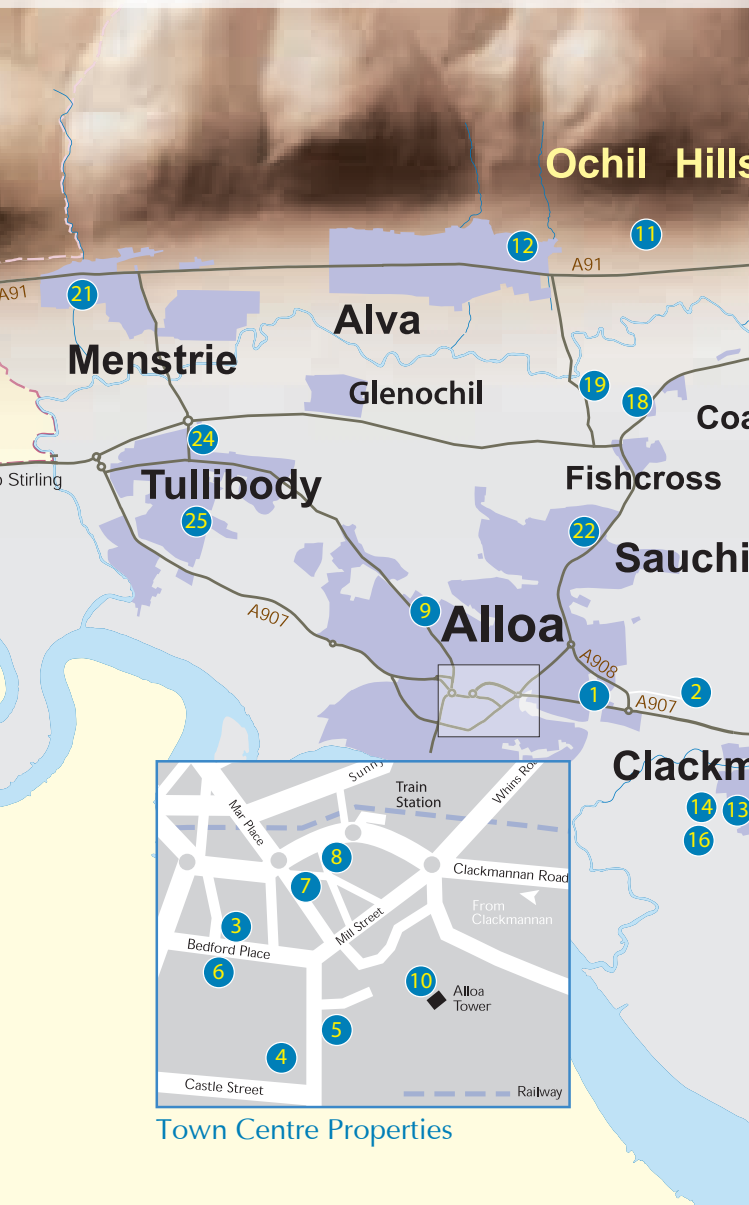 Ochil Hills
11
12
A91
A91
21
Alva
Menstrie
Glenochil
19
18
Coa
24
Stirling
Tullibody
Fishcross
25
22
Sauchi
9
A907
Alloa
A908
1
2
A907
Clackm
14
13
16
Sunny
Train
Station
Whins Ro
Mar Place
8
7
Clackmannan Road
From
Clackmannan
3
Mill Street
Bedford Place
6
10
Alloa
Tower
5
4
Castle Street
Railway
Town Centre Properties